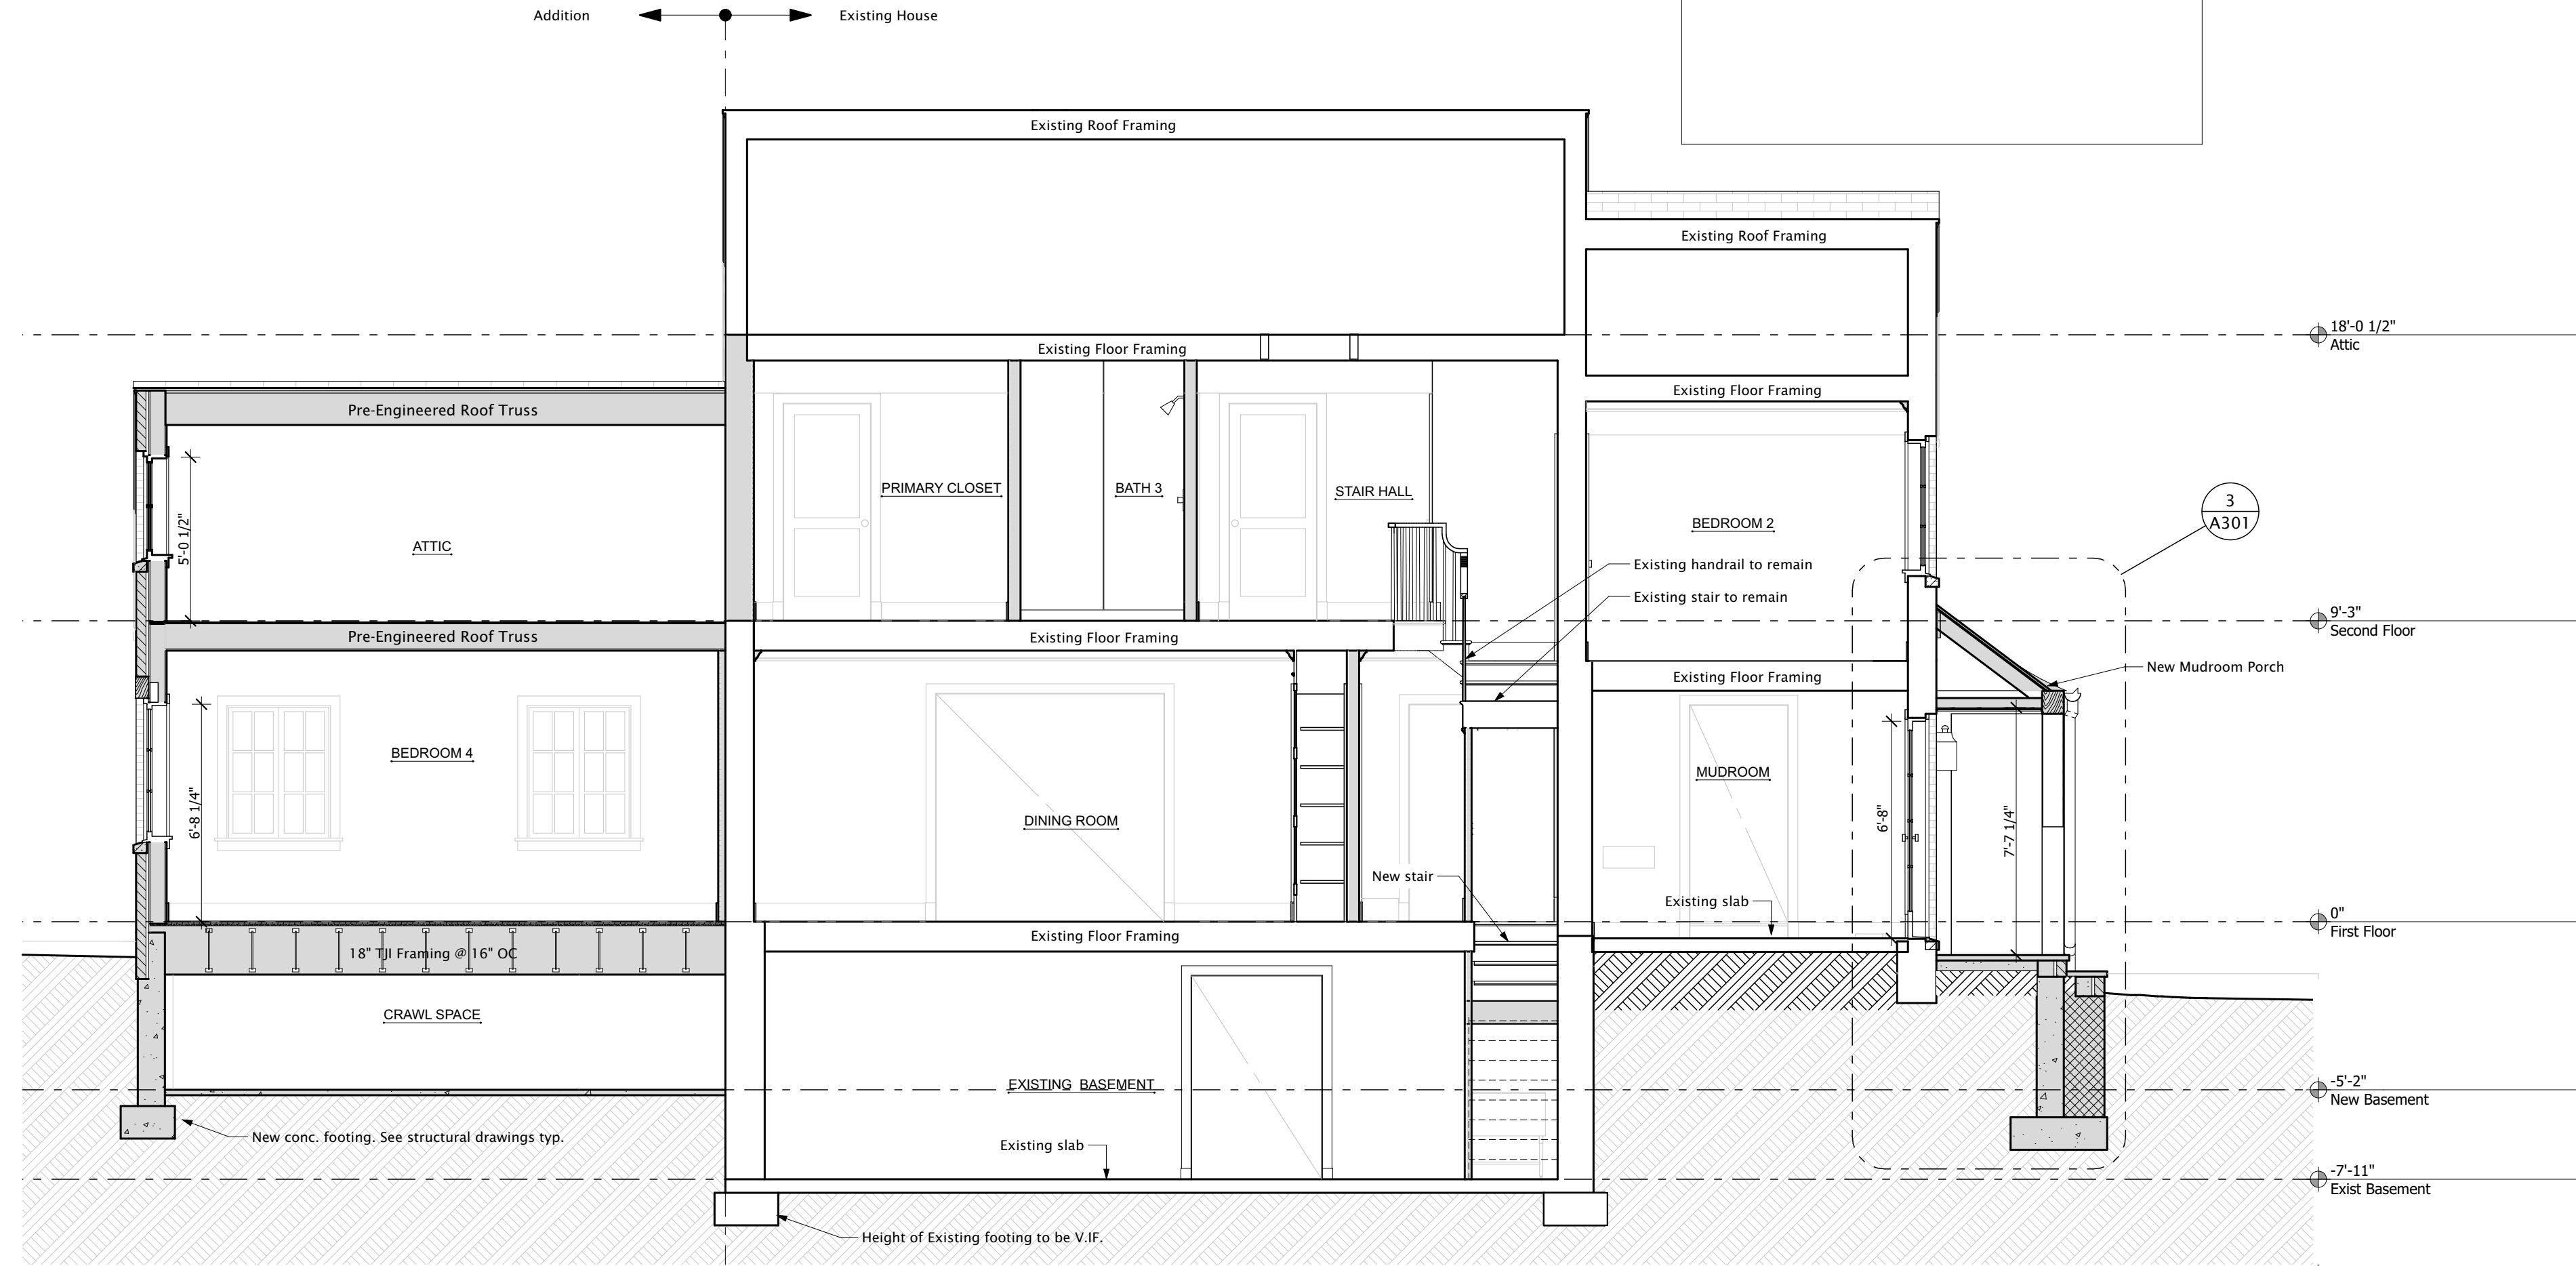 Addition
Existing House
Existing Roof Framing
Existing Roof Framing
18'-0 1/2"
Attic
Existing Floor Framing
Existing Floor Framing
Pre-Engineered Roof Truss
PRIMARY CLOSET
BATH 3
STAIR HALL
3
A301
BEDROOM 2
5'-0 1/2"
ATTIC
Existing handrail to remain
Existing stair to remain
9'-3"
Second Floor
Pre-Engineered Roof Truss
Existing Floor Framing
New Mudroom Porch
Existing Floor Framing
BEDROOM 4
MUDROOM
6'-8 1/4"
DINING ROOM
6'-8"
7'-7 1/4"
New stair
Existing slab
0"
First Floor
Existing Floor Framing
18" TJI Framing @ 16" OC
CRAWL SPACE
EXISTING BASEMENT
-5'-2"
New Basement
New conc. footing. See structural drawings typ.
Existing slab
-7'-11"
Exist Basement
Height of Existing footing to be V.IF.